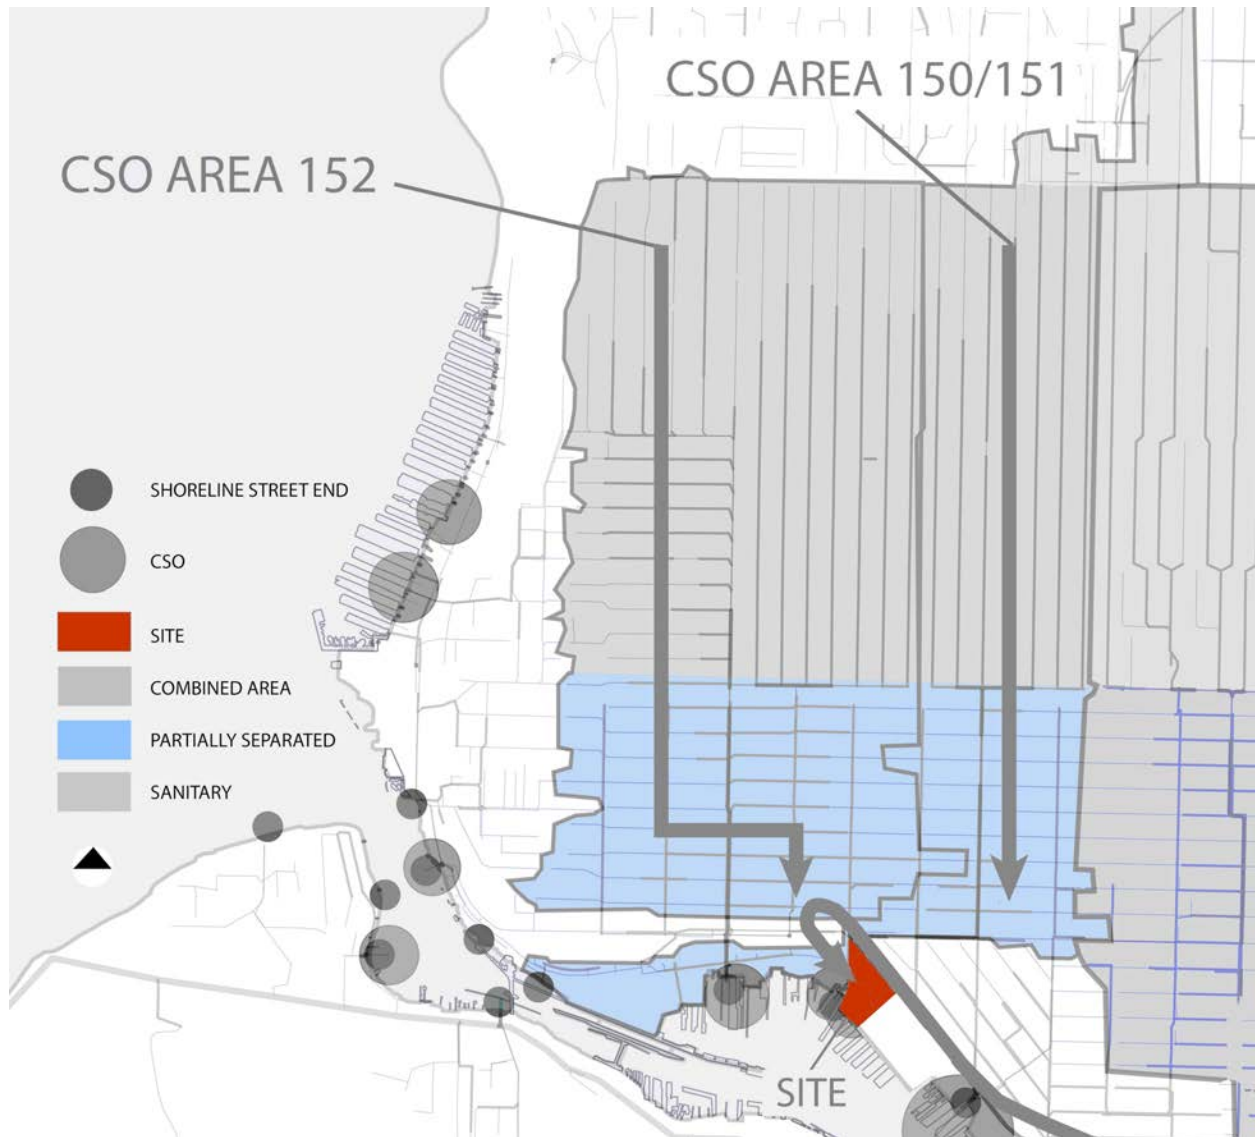 CSO AREA 150/151
CSO AREA 152
SHORELINE STREET END
CSO
SITE
COMBINED AREA
PARTIALLY SEPARATED
SANITARY
SITE